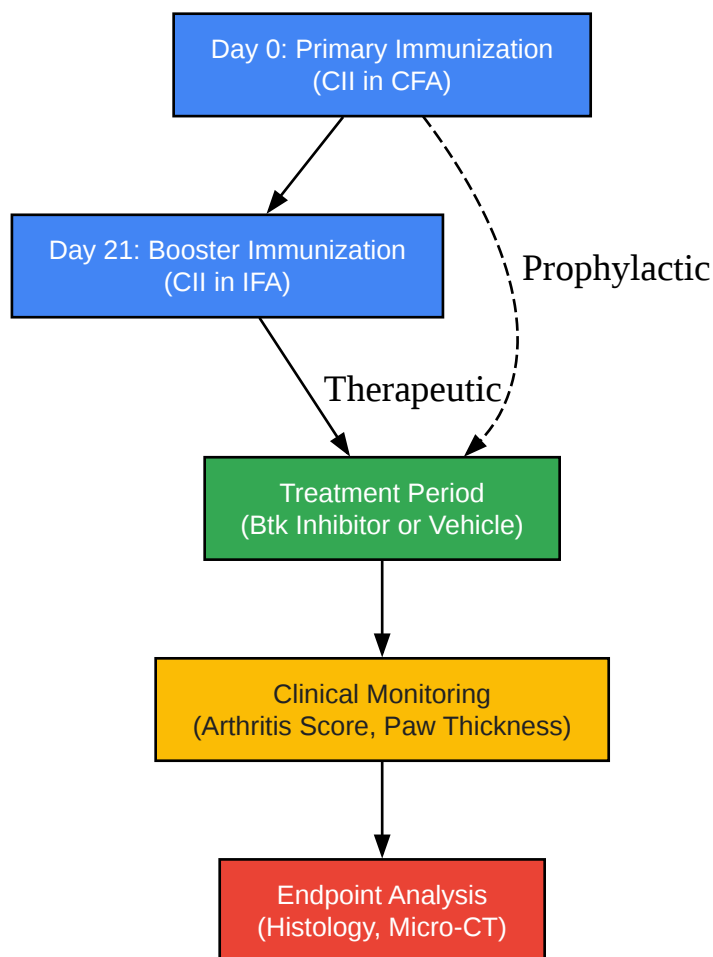 Day 0: Primary Immunization
(CII in CFA)
Day 21: Booster Immunization
(CII in IFA)
Prophylactic
Therapeutic
Treatment Period
(Btk Inhibitor or Vehicle)
Clinical Monitoring
(Arthritis Score, Paw Thickness)
Endpoint Analysis
(Histology, Micro-CT)